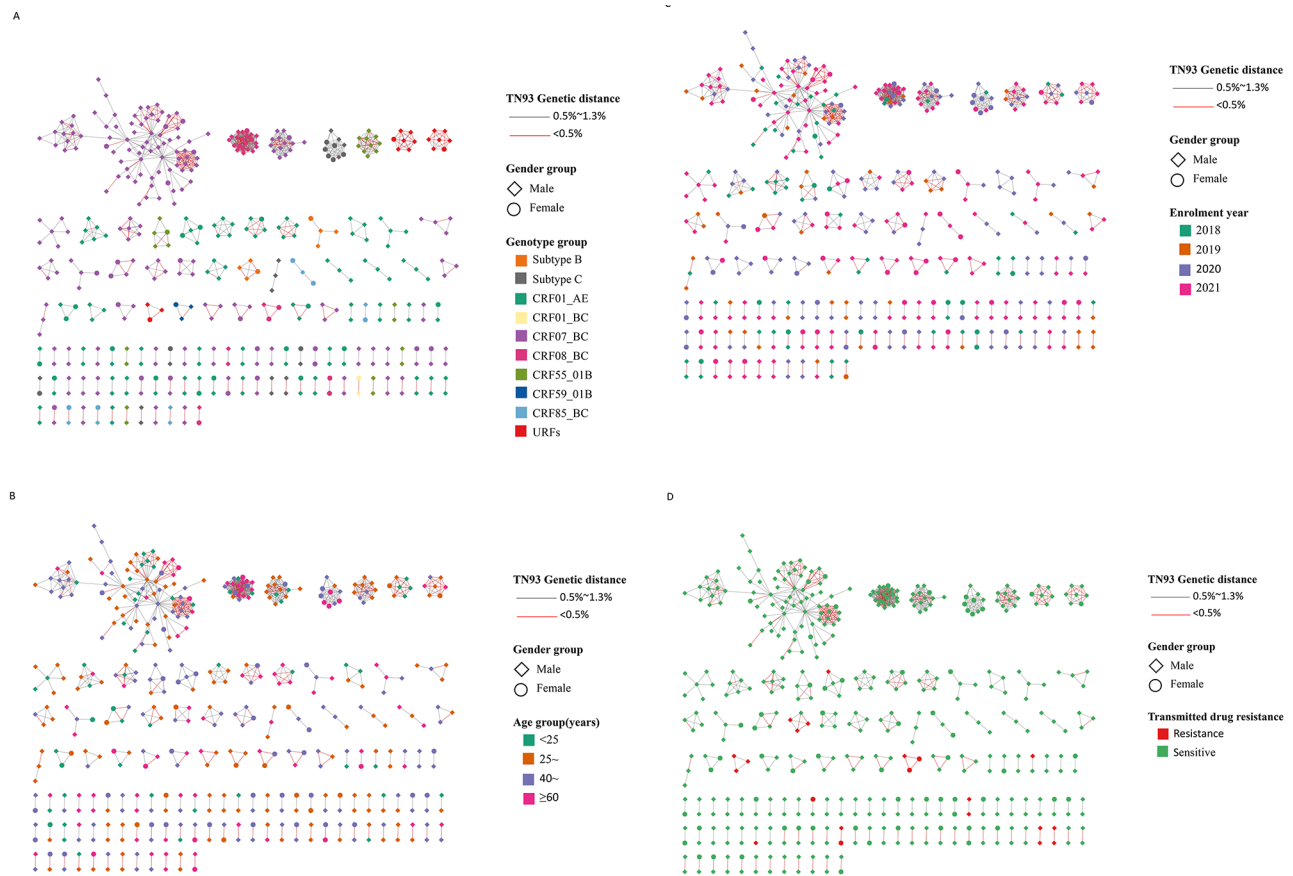 A
TN93 Genetic distance
0.5%~1.3%
<0.5%
Gender group
Male
Female
Genotype group
Subtype B
Subtype C
CRF01_AE
CRF01_BC
CRF07_BC
CRF08_BC
CRF55_01B
CRF59_01B
CRF85_BC
URFs
TN93 Genetic distance
0.5%~1.3%
<0.5%
Gender group
Male
Female
Enrolment year
2018
2019
2020
2021
B
TN93 Genetic distance
0.5%~1.3%
<0.5%
Gender group
Male
Female
Age group(years)
<25
25~
40~
≥60
D
TN93 Genetic distance
0.5%~1.3%
<0.5%
Gender group
Male
Female
Transmitted drug resistance
Resistance
Sensitive